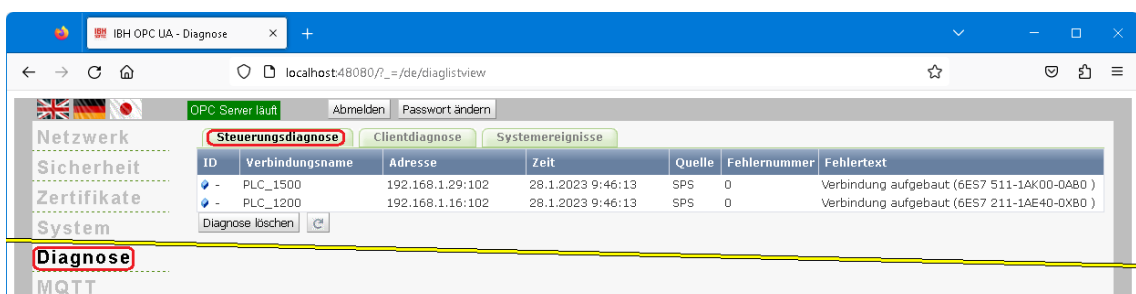 IBH OPC UA - Diagnose
localhost:48080/?_=/de/diaglistview
OPC Server läuft Abmelden Passwort ändern
Netzwerk
Sicherheit
Zertifikate
System
Diagnose
MQTT
Steuerungsdiagnose Clientdiagnose Systemereignisse
ID Verbindungsname Adresse Zeit Quelle Fehlernummer Fehlertext
- PLC_1500 192.168.1.29:102 28.1.2023 9:46:13 SPS 0 Verbindung aufgebaut (6ES7 511-1AK00-0AB0 )
- PLC_1200 192.168.1.16:102 28.1.2023 9:46:13 SPS 0 Verbindung aufgebaut (6ES7 211-1AE40-0XB0 )
Diagnose löschen